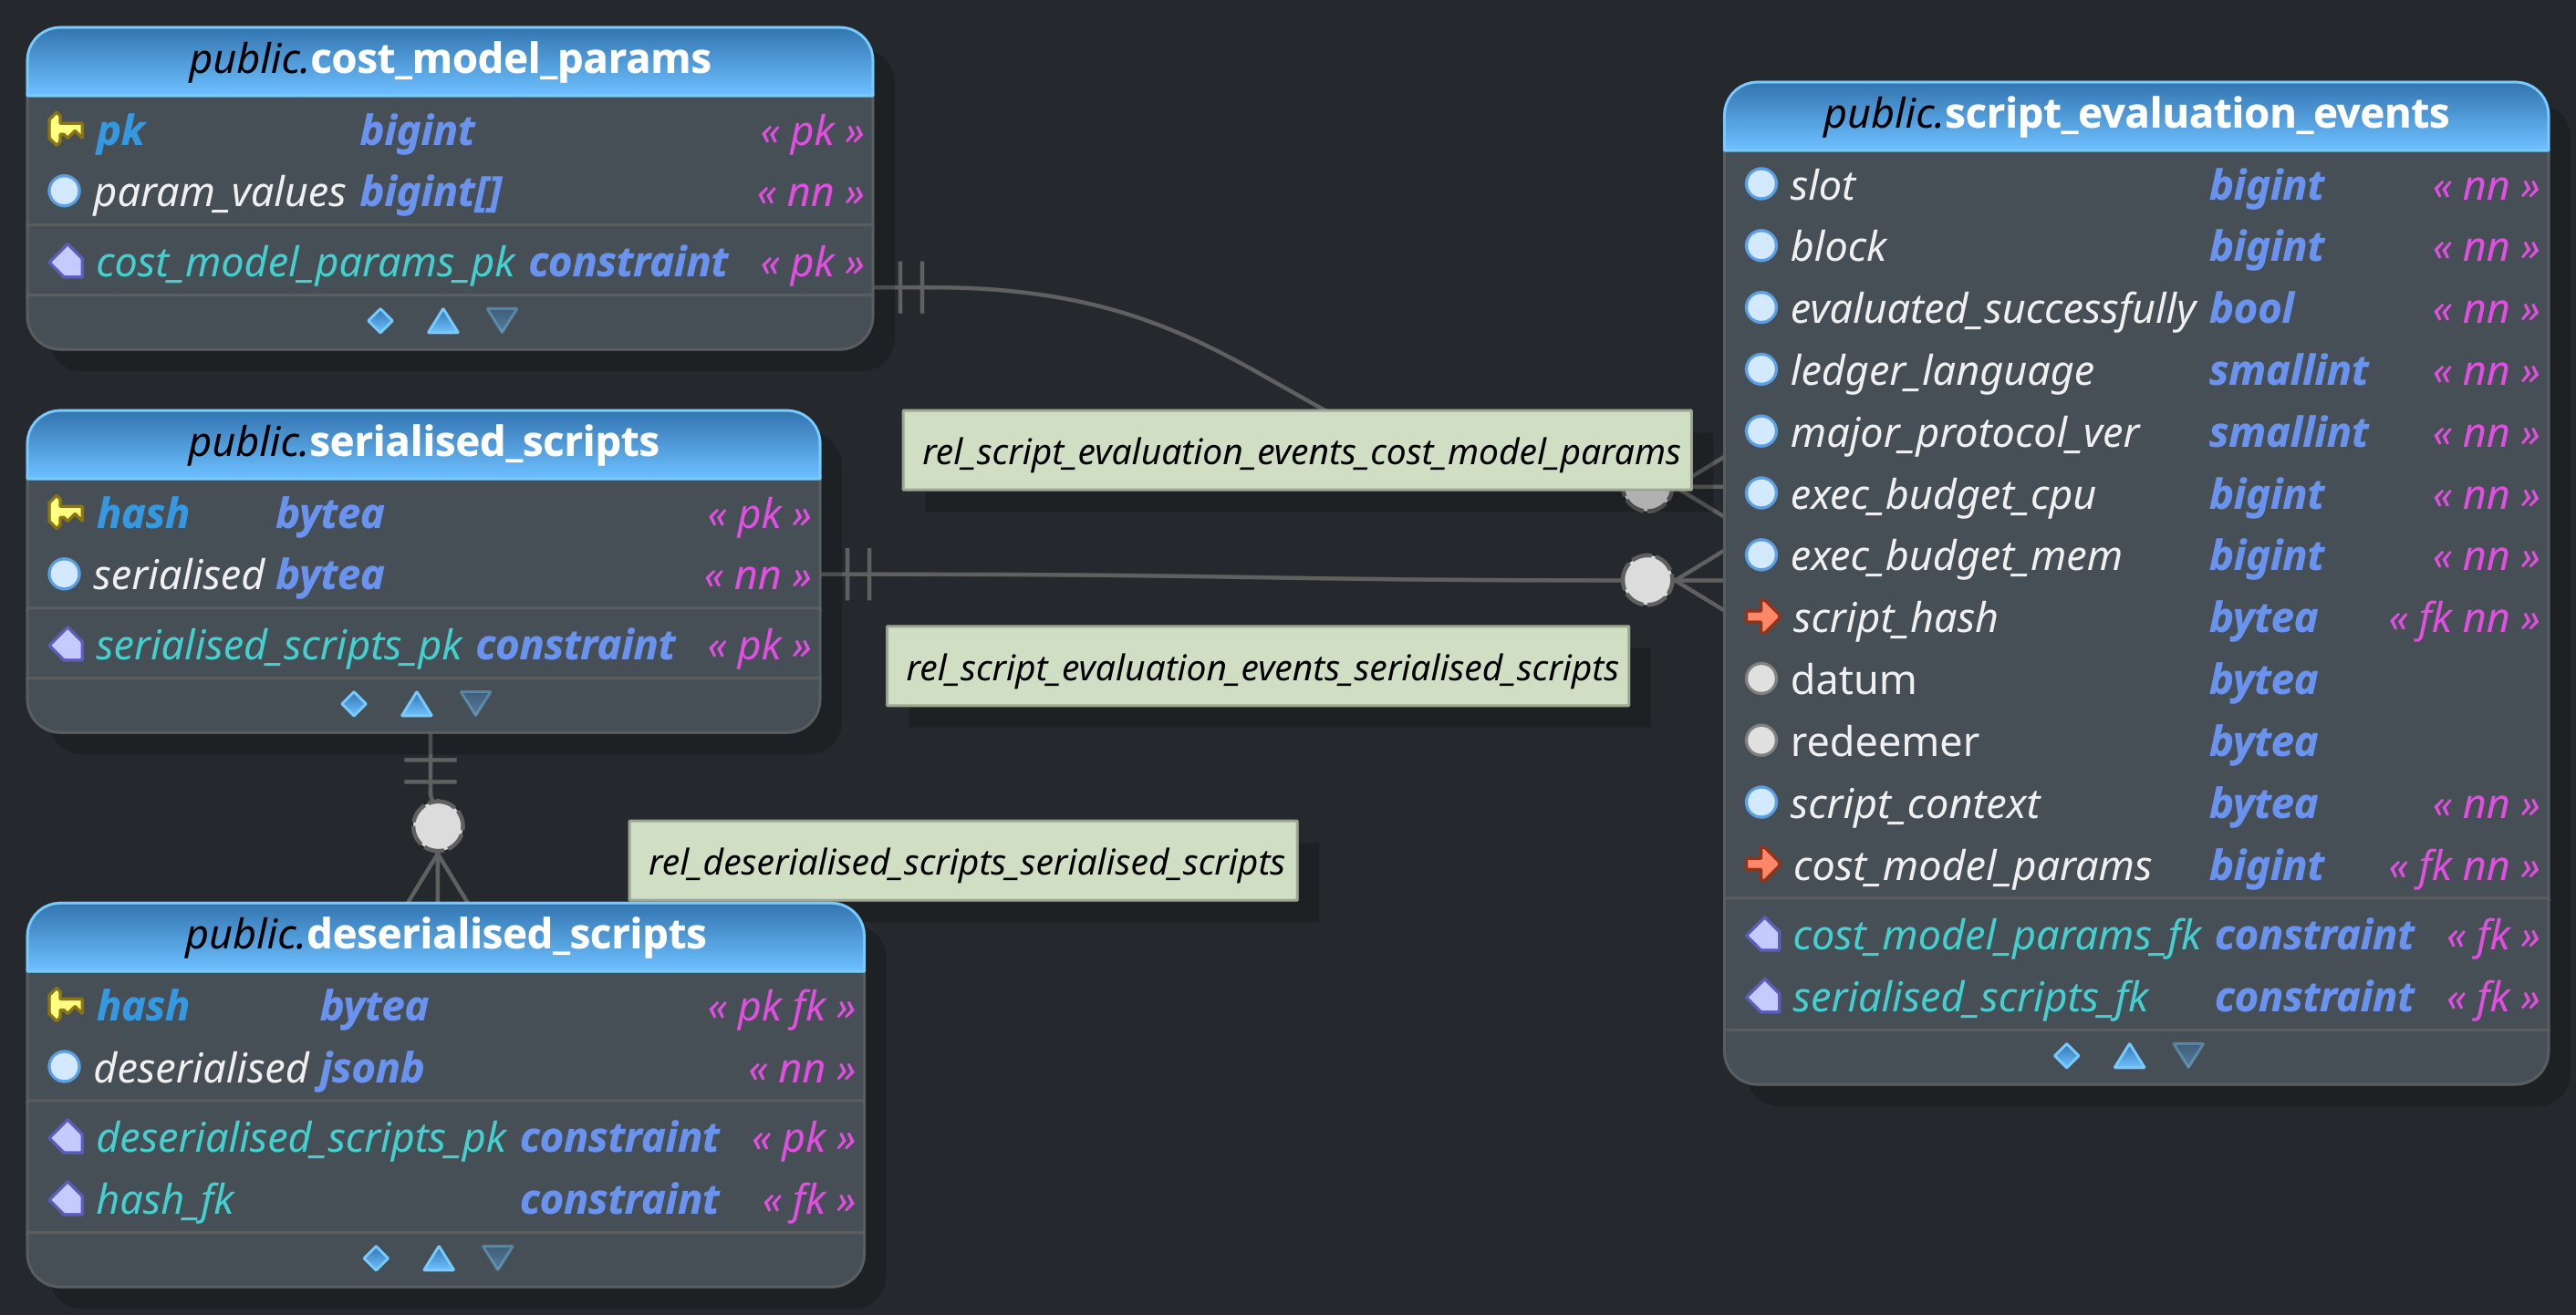 public.cost_model_params
pk bigint « pk »
param_values bigint[] « nn »
cost_model_params_pk constraint « pk »
public.serialised_scripts
hash bytea « pk »
serialised bytea « nn »
serialised_scripts_pk constraint « pk »
public.deserialised_scripts
hash bytea « pk fk »
deserialised jsonb « nn »
deserialised_scripts_pk constraint « pk »
hash_fk constraint « fk »
rel_script_evaluation_events_cost_model_params
rel_script_evaluation_events_serialised_scripts
rel_deserialised_scripts_serialised_scripts
public.script_evaluation_events
slot bigint « nn »
block bigint « nn »
evaluated_successfully bool « nn »
ledger_language smallint « nn »
major_protocol_ver smallint « nn »
exec_budget_cpu bigint « nn »
exec_budget_mem bigint « nn »
script_hash bytea « fk nn »
datum bytea
redeemer bytea
script_context bytea « nn »
cost_model_params bigint « fk nn »
cost_model_params_fk constraint « fk »
serialised_scripts_fk constraint « fk »